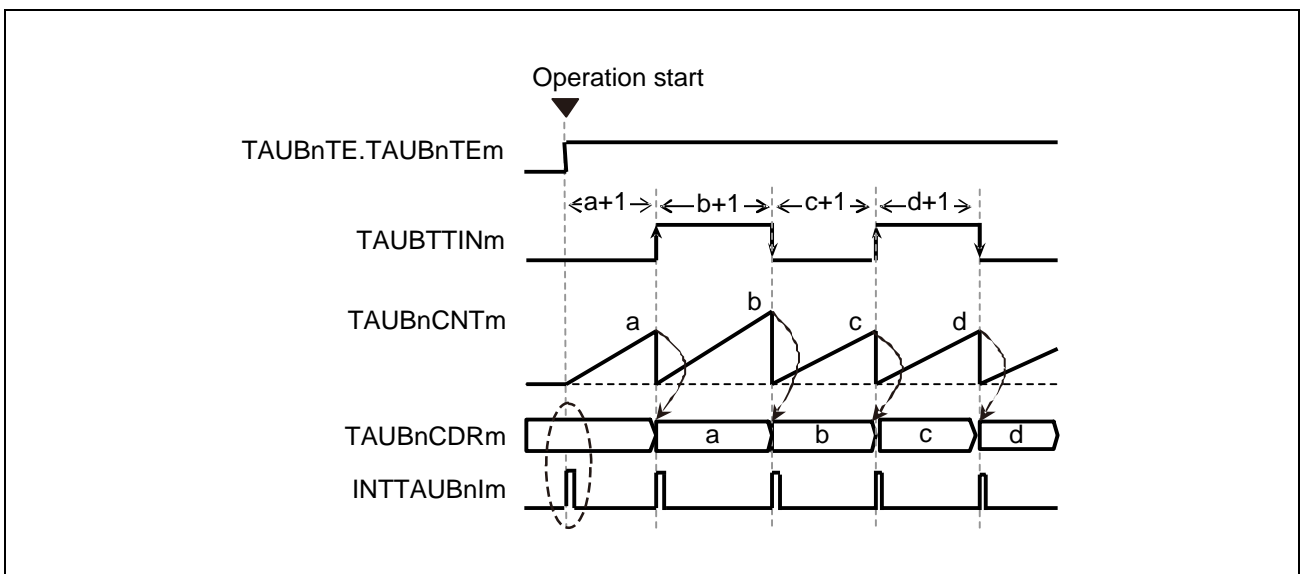 Operation start
TAUBnTE.TAUBnTEm
a+1 b+1 c+1 d+1
TAUBTTINm
TAUBnCNTm a b c d
TAUBnCDRm a b c d
INTTAUBnIm